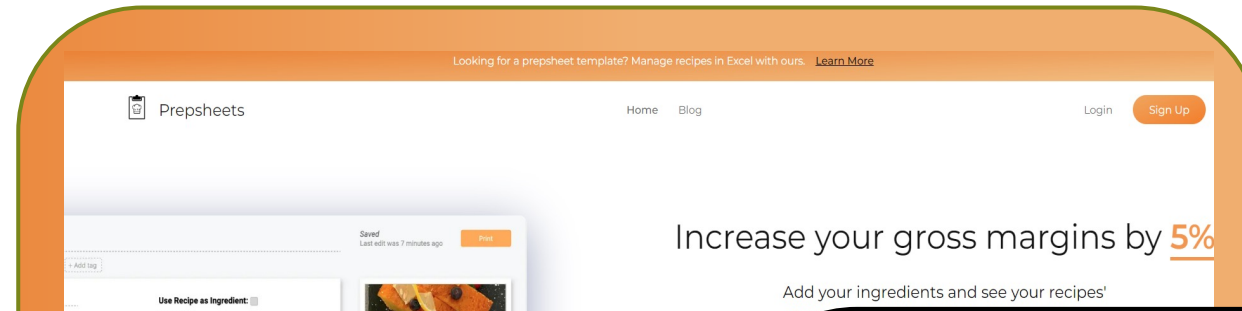 Looking for a prepsheet template? Manage recipes in Excel with ours. Learn More
Prepsheets
Home Blog
Login Sign Up
Saved
Last edit was 7 minutes ago
Print
+ Add tag
Use Recipe as Ingredient:
Increase your gross margins by 5%
Add your ingredients and see your recipes'